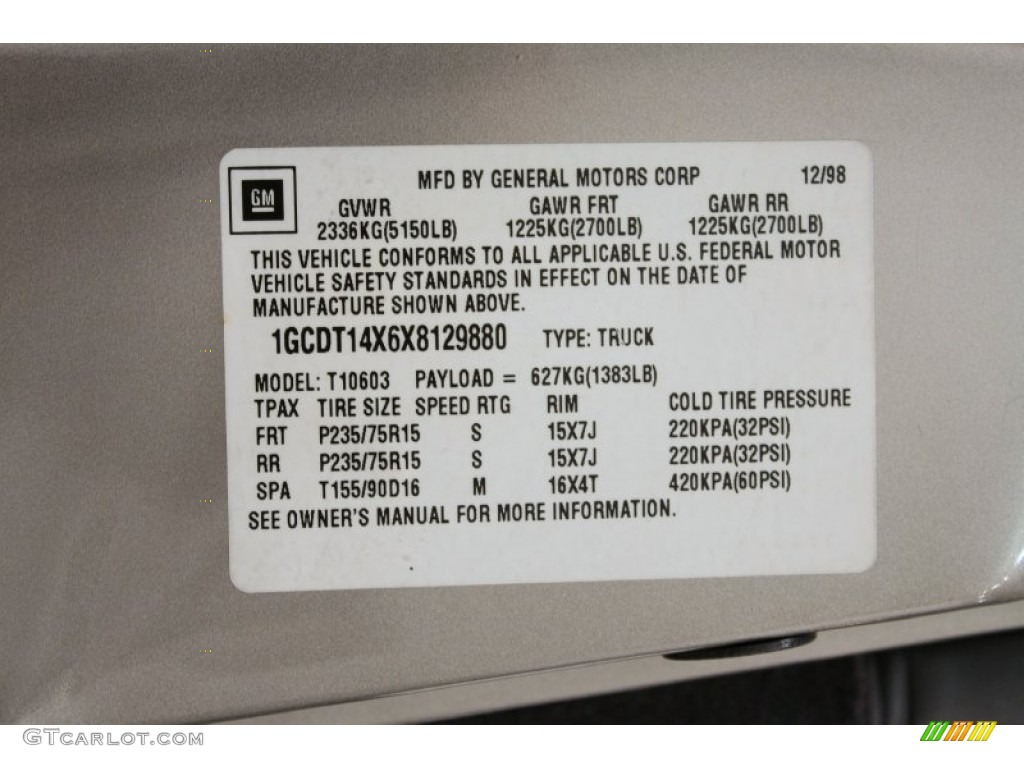 GM
MFD BY GENERAL MOTORS CORP 12/98
GVWR GAWR FRT GAWR RR
2336KG(5150LB) 1225KG(2700LB) 1225KG(2700LB)
THIS VEHICLE CONFORMS TO ALL APPLICABLE U.S. FEDERAL MOTOR
VEHICLE SAFETY STANDARDS IN EFFECT ON THE DATE OF
MANUFACTURE SHOWN ABOVE.
1GCDT14X6X8129880 TYPE: TRUCK
MODEL: T10603 PAYLOAD = 627KG(1383LB)
TPAX TIRE SIZE SPEED RTG RIM COLD TIRE PRESSURE
FRT P235/75R15 S 15X7J 220KPA(32PSI)
RR P235/75R15 S 15X7J 220KPA(32PSI)
SPA T155/90D16 M 16X4T 420KPA(60PSI)
SEE OWNER'S MANUAL FOR MORE INFORMATION.
GTCARLOT.COM